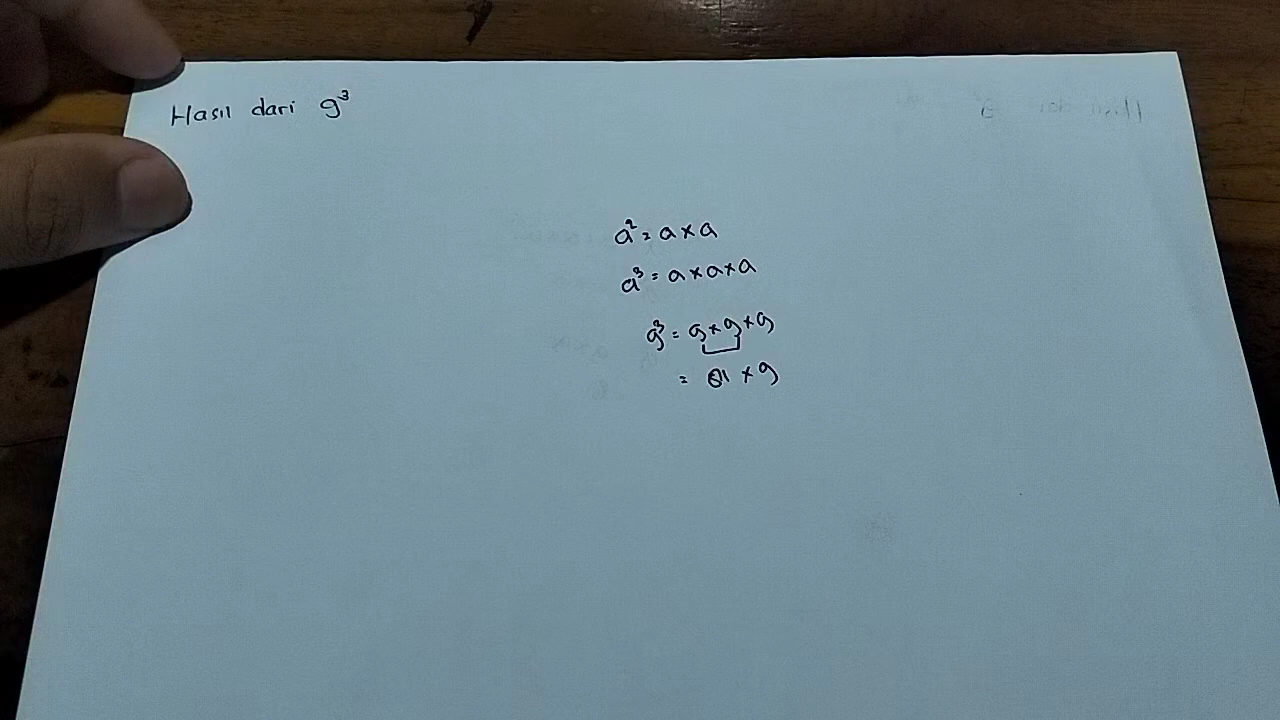 Hasil dari 9³
a² = a × a
a³ = a × a × a
9³ = 9 × 9 × 9
= 81 × 9